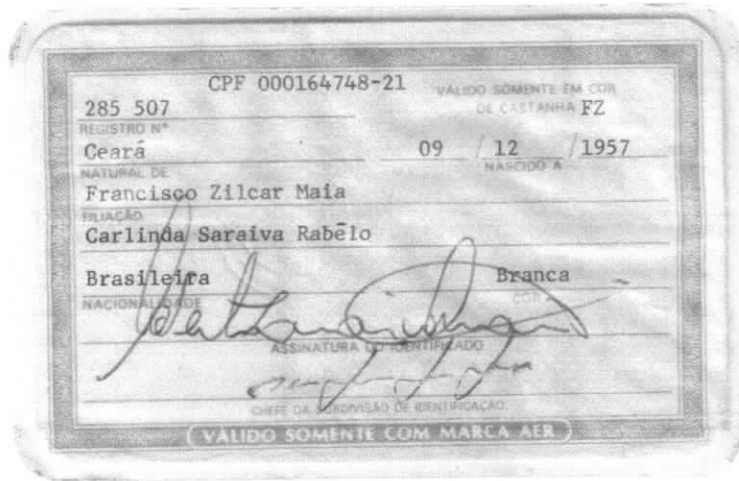 CPF 000164748-21
VÁLIDO SOMENTE EM COR
DE CASTANHA FZ
285 507
REGISTRO Nº
Ceará 09 / 12 / 1957
NATURAL DE NASCIDO A
Francisco Zilcar Maia
FILIAÇÃO
Carlinda Saraiva Rabēlo
Brasileira Branca
NACIONALIDADE COR
ASSINATURA DO IDENTIFICADO
CHEFE DA SUBDIVISÃO DE IDENTIFICAÇÃO
VÁLIDO SOMENTE COM MARCA AER